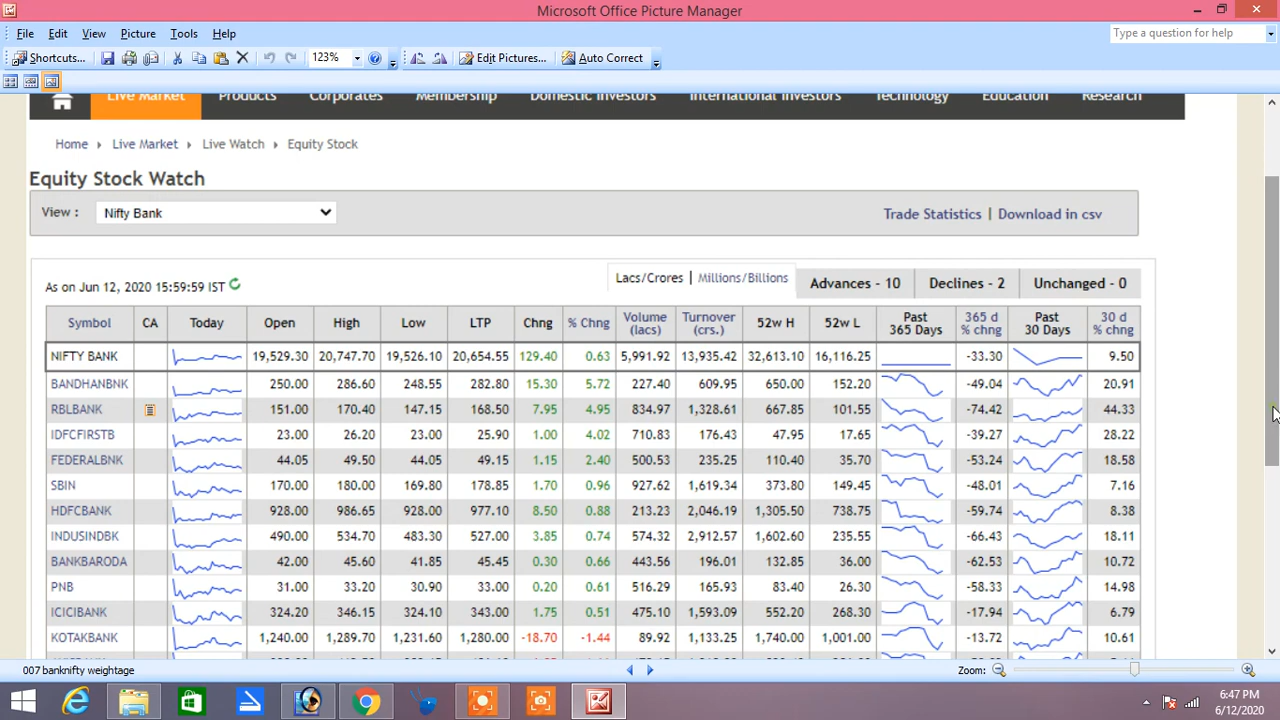 Microsoft Office Picture Manager
File Edit View Picture Tools Help
Type a question for help
Shortcuts... 123% Edit Pictures... Auto Correct
Live Market Products Corporates Membership Domestic Investors International Investors Technology Education Research
Home Live Market Live Watch Equity Stock
Equity Stock Watch
View : Nifty Bank Trade Statistics | Download in csv
As on Jun 12, 2020 15:59:59 IST Lacs/Crores | Millions/Billions Advances - 10 Declines - 2 Unchanged - 0
Symbol CA Today Open High Low LTP Chng % Chng Volume (lacs) Turnover (crs.) 52w H 52w L Past 365 Days 365 d % chng Past 30 Days 30 d % chng
NIFTY BANK 19,529.30 20,747.70 19,526.10 20,654.55 129.40 0.63 5,991.92 13,935.42 32,613.10 16,116.25 -33.30 9.50
BANDHANBNK 250.00 286.60 248.55 282.80 15.30 5.72 227.40 609.95 650.00 152.20 -49.04 20.91
RBLBANK 151.00 170.40 147.15 168.50 7.95 4.95 834.97 1,328.61 667.85 101.55 -74.42 44.33
IDFCFIRSTB 23.00 26.20 23.00 25.90 1.00 4.02 710.83 176.43 47.95 17.65 -39.27 28.22
FEDERALBNK 44.05 49.50 44.05 49.15 1.15 2.40 500.53 235.25 110.40 35.70 -53.24 18.58
SBIN 170.00 180.00 169.80 178.85 1.70 0.96 927.62 1,619.34 373.80 149.45 -48.01 7.16
HDFCBANK 928.00 986.65 928.00 977.10 8.50 0.88 213.23 2,046.19 1,305.50 738.75 -59.74 8.38
INDUSINDBK 490.00 534.70 483.30 527.00 3.85 0.74 574.32 2,912.57 1,602.60 235.55 -66.43 18.11
BANKBARODA 42.00 45.60 41.85 45.45 0.30 0.66 443.56 196.01 132.85 36.00 -62.53 10.72
PNB 31.00 33.20 30.90 33.00 0.20 0.61 516.29 165.93 83.40 26.30 -58.33 14.98
ICICIBANK 324.20 346.15 324.10 343.00 1.75 0.51 475.10 1,593.09 552.20 268.30 -17.94 6.79
KOTAKBANK 1,240.00 1,289.70 1,231.60 1,280.00 -18.70 -1.44 89.92 1,133.25 1,740.00 1,001.00 -13.72 10.61
007 banknifty weightage Zoom:
6:47 PM
6/12/2020